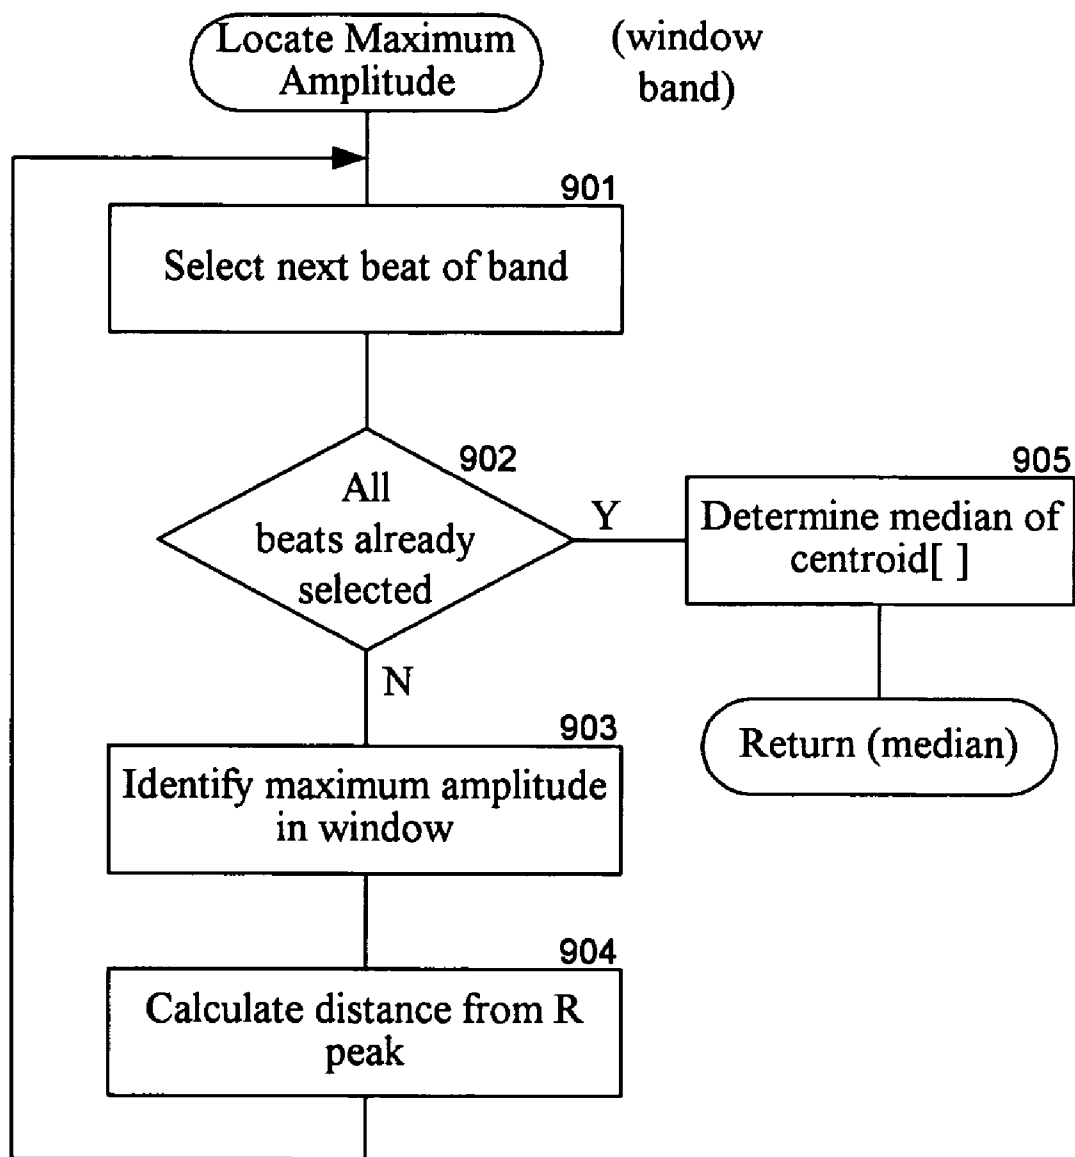 Locate Maximum
Amplitude
(window
band)
901
Select next beat of band
902
All
beats already
selected
Y
N
905
Determine median of
centroid[ ]
Return (median)
903
Identify maximum amplitude
in window
904
Calculate distance from R
peak